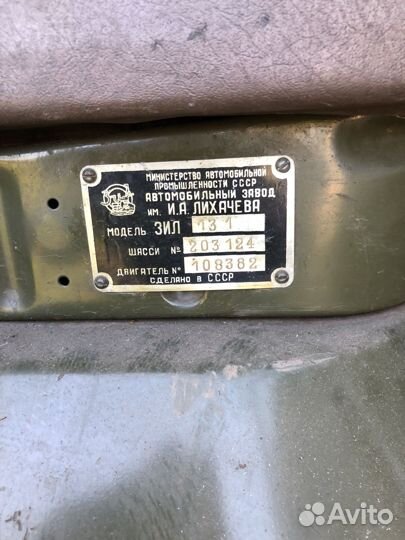 МИНИСТЕРСТВО АВТОМОБИЛЬНОЙ
ПРОМЫШЛЕННОСТИ СССР
АВТОМОБИЛЬНЫЙ ЗАВОД
ИМ. И.А.ЛИХАЧЕВА
МОДЕЛЬ ЗИЛ 131
ШАССИ № 203124
ДВИГАТЕЛЬ № 108382
СДЕЛАНО В СССР
Avito